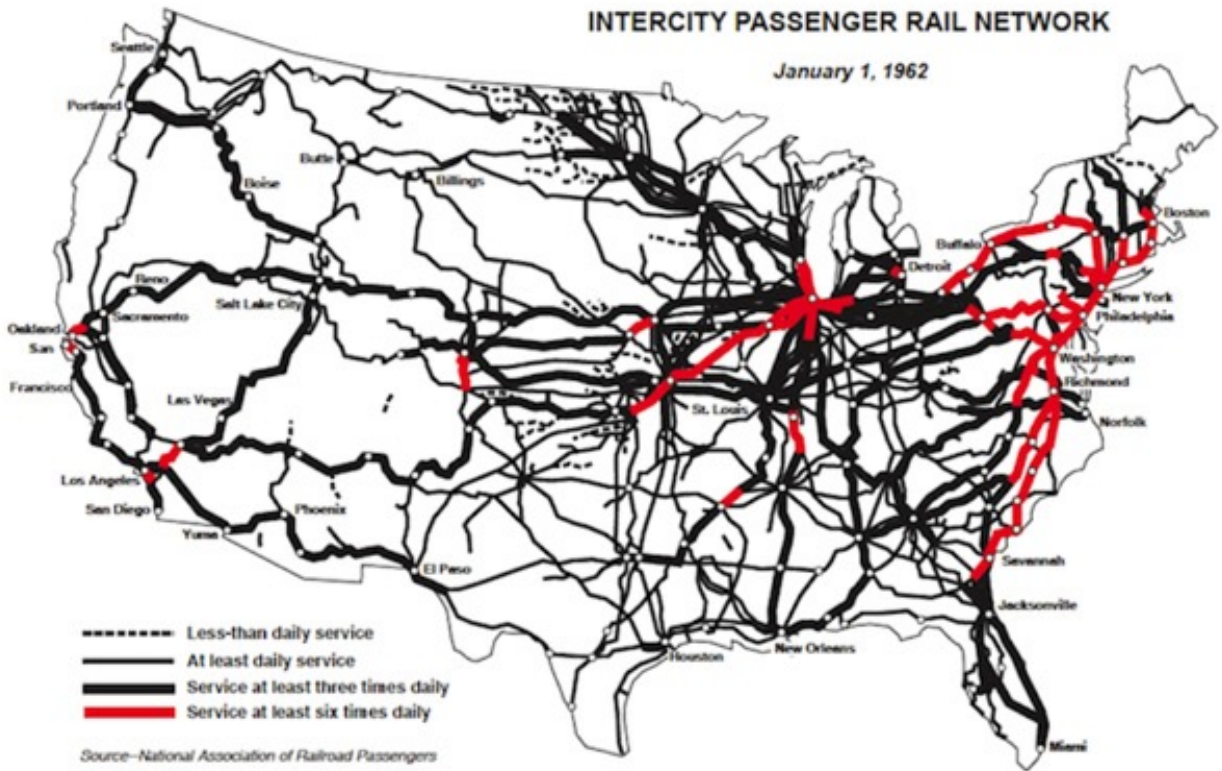 INTERCITY PASSENGER RAIL NETWORK
January 1, 1962
Seattle
Portland
Butte
Billings
Boise
Boston
Buffalo
Detroit
Reno
Salt Lake City
New York
Oakland
Sacramento
Philadelphia
San
Washington
Francisco
Richmond
Las Vegas
St. Louis
Norfolk
Los Angeles
San Diego
Phoenix
Yuma
El Paso
Savannah
Jacksonville
Less-than daily service
At least daily service
Houston
New Orleans
Service at least three times daily
Service at least six times daily
Miami
Source--National Association of Railroad Passengers